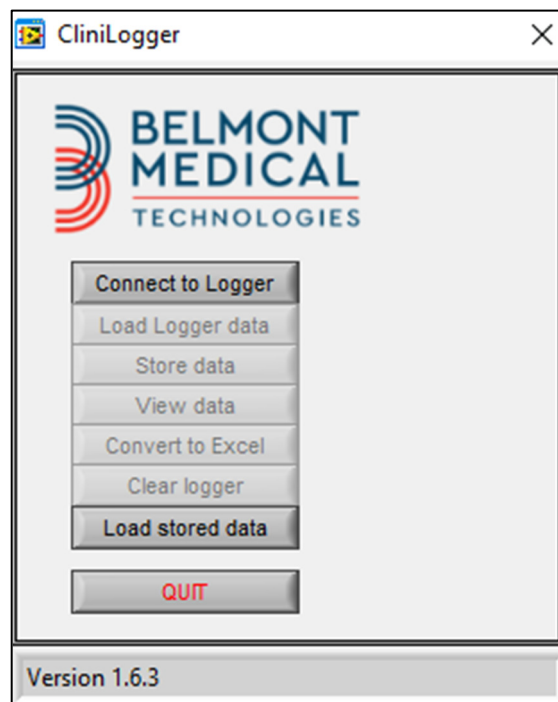 CliniLogger
BELMONT
MEDICAL
TECHNOLOGIES
Connect to Logger
Load Logger data
Store data
View data
Convert to Excel
Clear logger
Load stored data
QUIT
Version 1.6.3